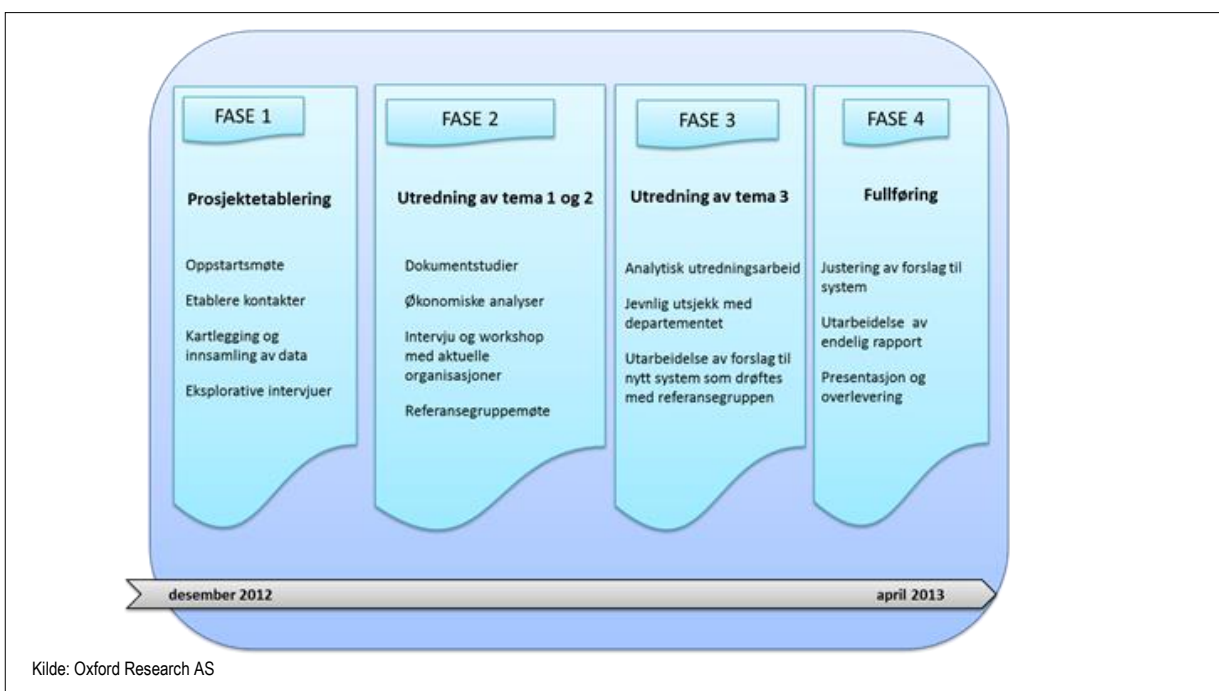 FASE 1
Prosjektetablering
Oppstartsmøte
Etablere kontakter
Kartlegging og
innsamling av data
Eksplorative intervjuer
FASE 2
Utredning av tema 1 og 2
Dokumentstudier
Økonomiske analyser
Intervju og workshop
med aktuelle
organisasjoner
Referansegruppemøte
FASE 3
Utredning av tema 3
Analytisk utredningsarbeid
Jevnlig utsjekk med
departementet
Utarbeidelse av forslag til
nytt system som drøftes
med referansegruppen
FASE 4
Fullføring
Justering av forslag til
system
Utarbeidelse av
endelig rapport
Presentasjon og
overlevering
desember 2012
april 2013
Kilde: Oxford Research AS